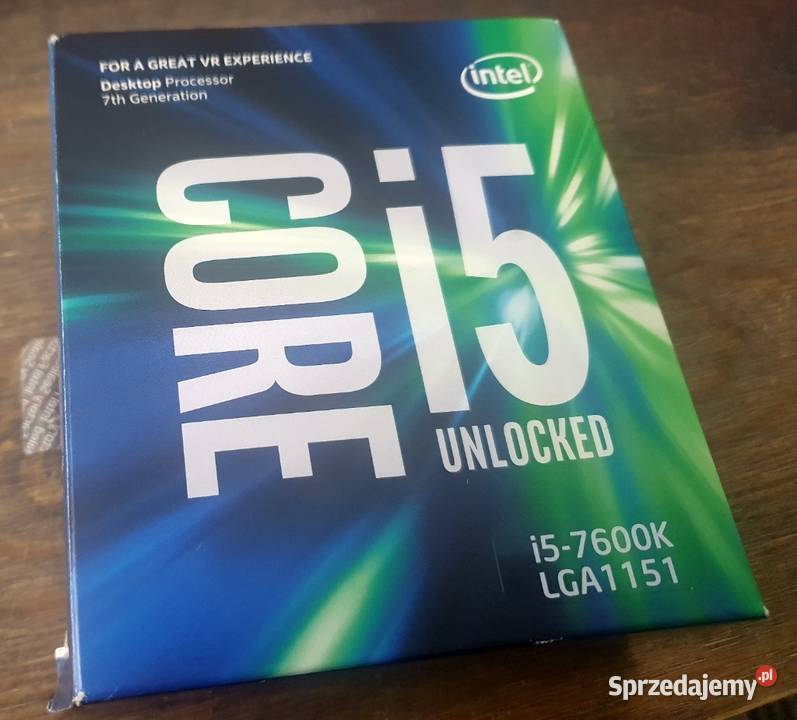 FOR A GREAT VR EXPERIENCE
Desktop Processor
7th Generation
intel
CORE
i5
UNLOCKED
i5-7600K
LGA1151
Sprzedajemy.pl